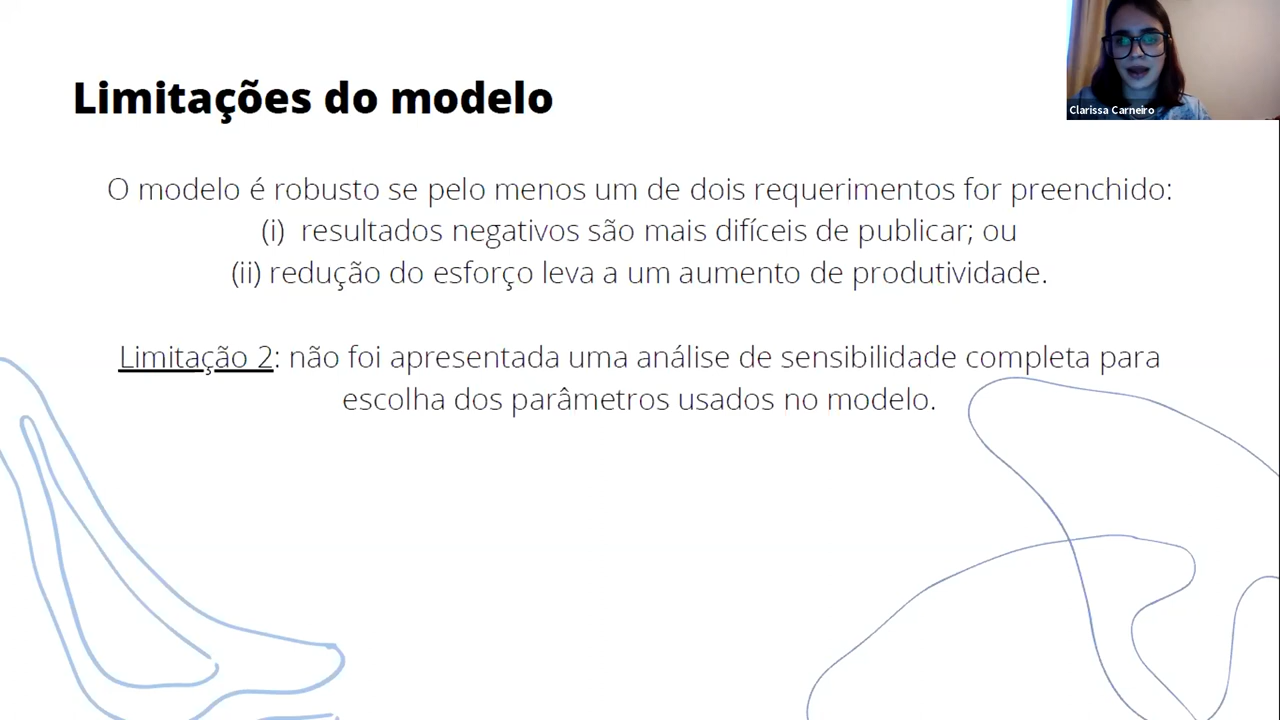 Limitações do modelo
Clarissa Carneiro
O modelo é robusto se pelo menos um de dois requerimentos for preenchido:
(i) resultados negativos são mais difíceis de publicar; ou
(ii) redução do esforço leva a um aumento de produtividade.
Limitação 2: não foi apresentada uma análise de sensibilidade completa para
escolha dos parâmetros usados no modelo.